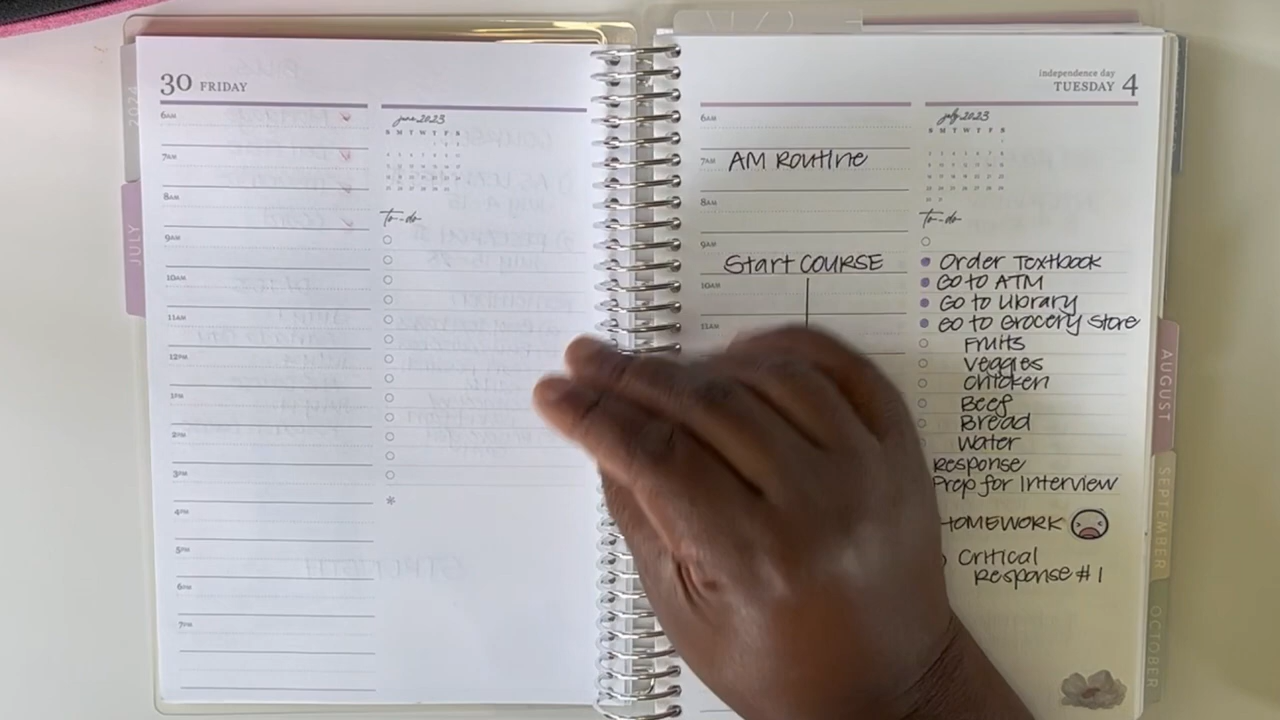 30 FRIDAY
6AM
7AM
8AM
9AM
10AM
11AM
12PM
1PM
2PM
3PM
4PM
5PM
6PM
7PM
june 2023
S M T W T F S
to-do
*
independence day
TUESDAY 4
6AM
7AM AM Routine
8AM
9AM
Start COURSE
10AM
11AM
july 2023
S M T W T F S
to-do
Order Textbook
Go to ATM
Go to Library
Go to Grocery Store
Fruits
Veggies
Chicken
Beef
Bread
Water
Response
Prep for Interview
HOMEWORK
Critical
Response #1
2024
JULY
AUGUST
SEPTEMBER
OCTOBER